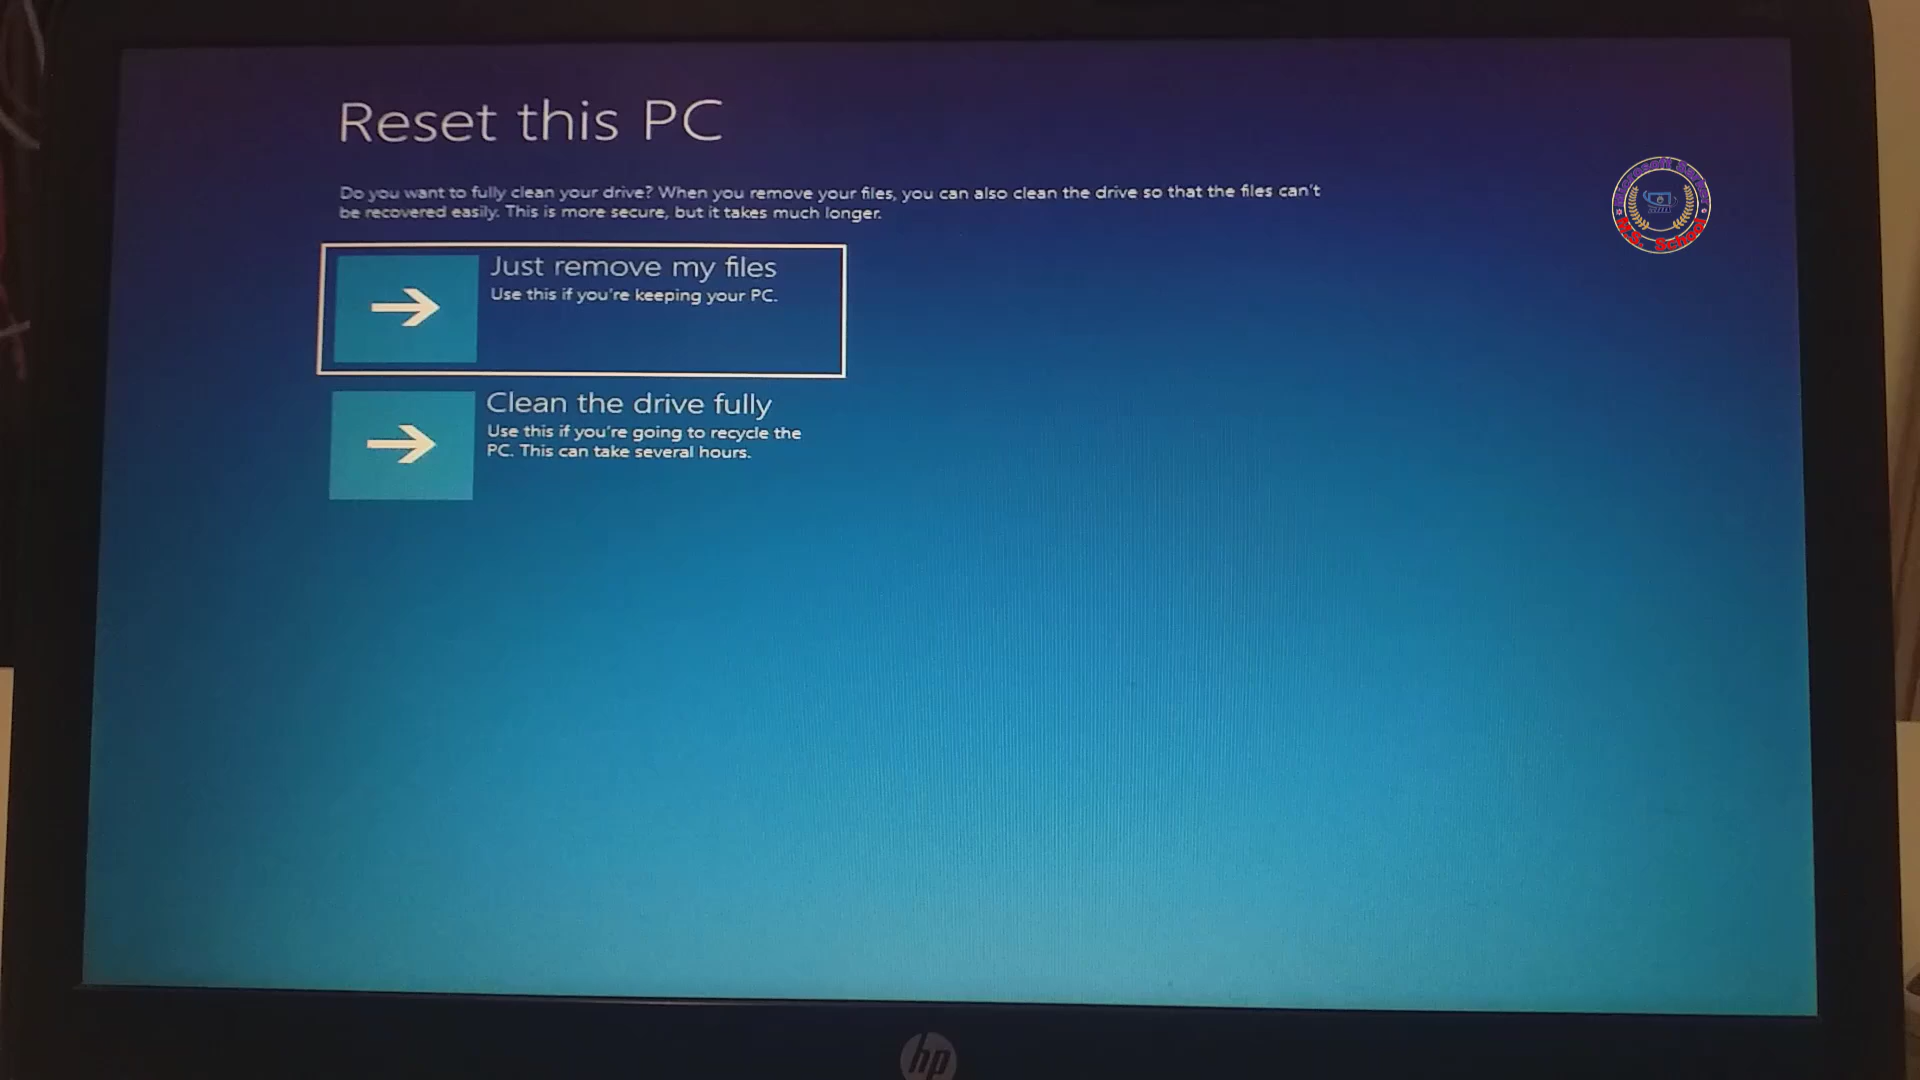 Reset this PC
Do you want to fully clean your drive? When you remove your files, you can also clean the drive so that the files can't
be recovered easily. This is more secure, but it takes much longer.
Just remove my files
Use this if you're keeping your PC.
Clean the drive fully
Use this if you're going to recycle the
PC. This can take several hours.
M.S. School
hp